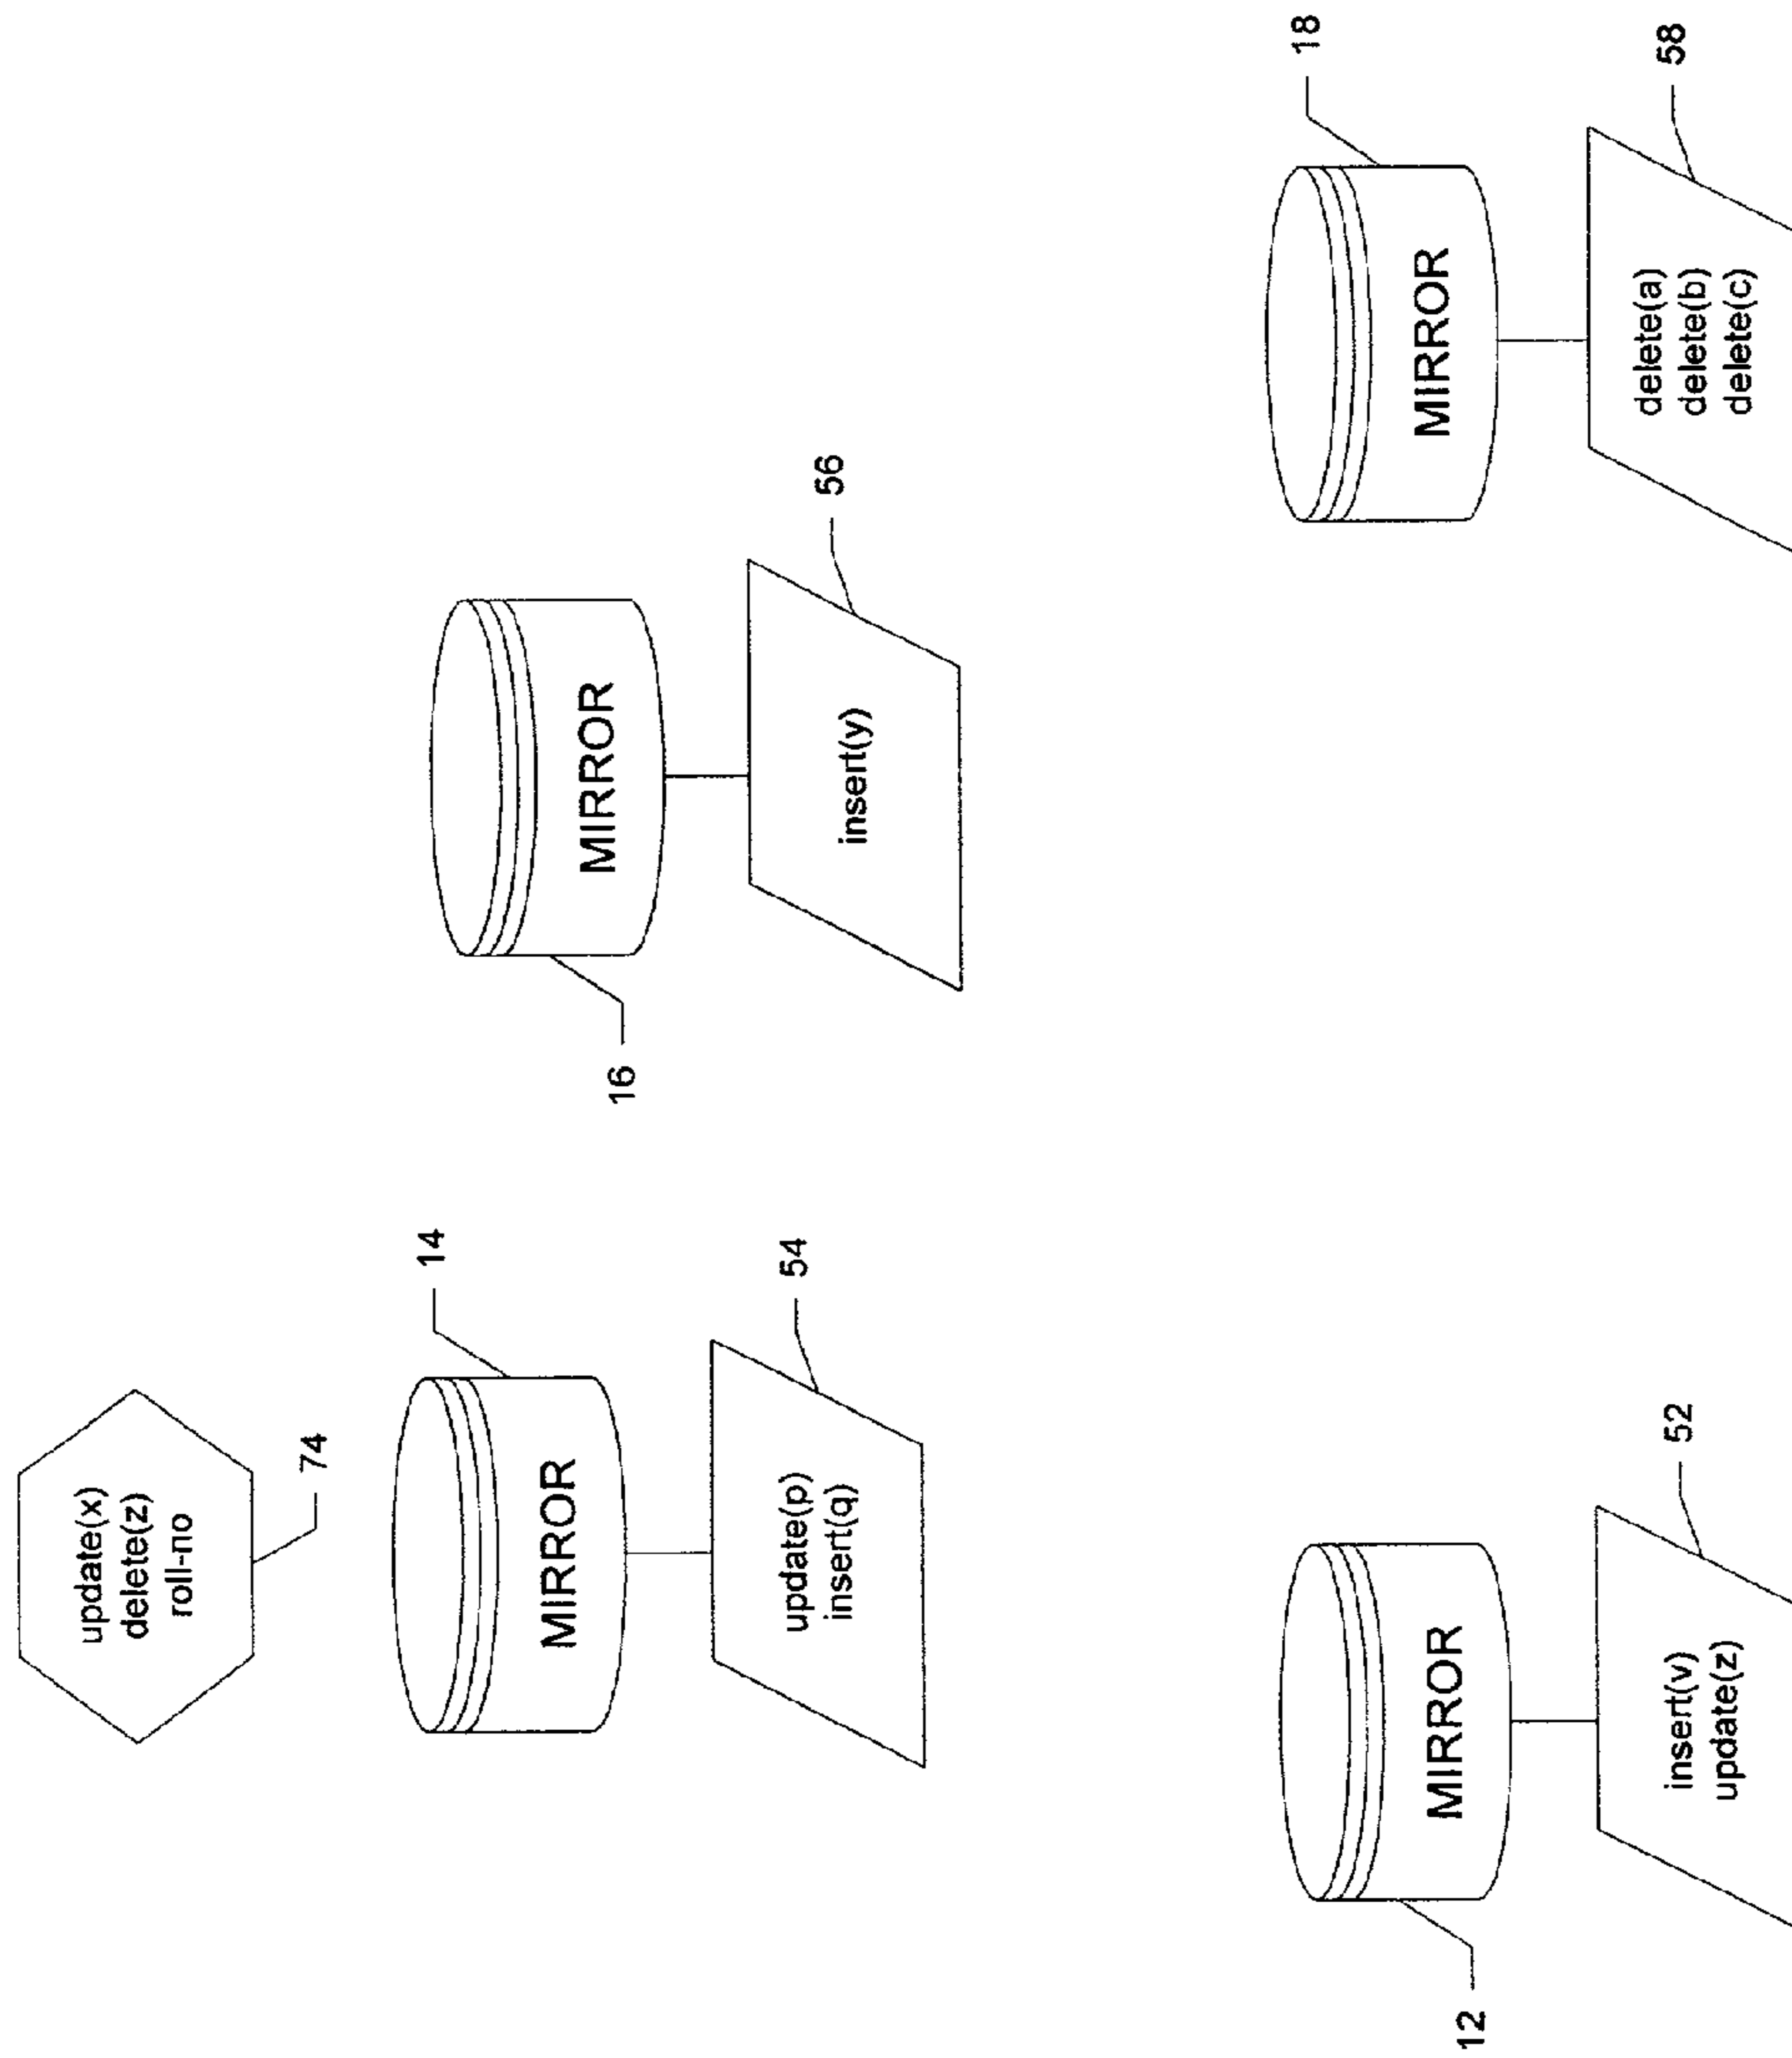 update(x)
delete(z)
roll-no
74
14
MIRROR
update(p)
insert(q)
54
16
MIRROR
insert(y)
56
12
MIRROR
insert(v)
update(z)
52
18
MIRROR
delete(a)
delete(b)
delete(c)
58